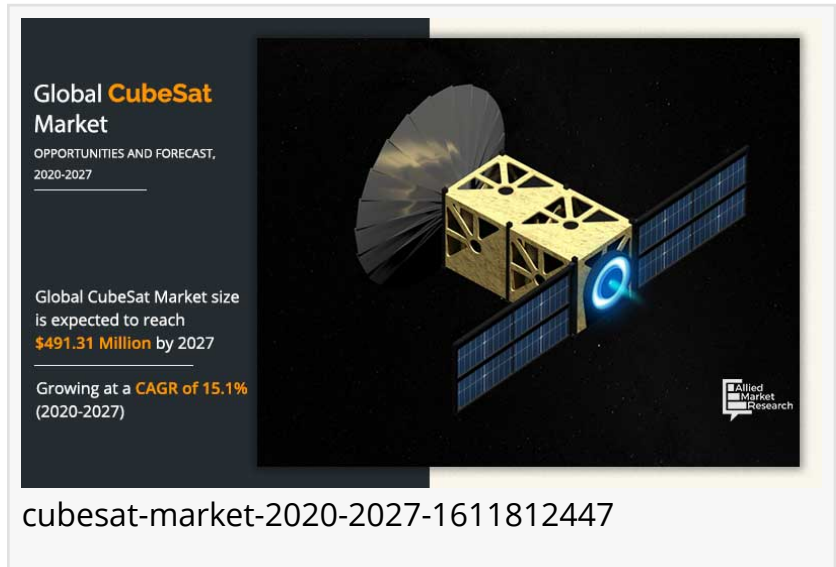 Global CubeSat
Market
OPPORTUNITIES AND FORECAST,
2020-2027
Global CubeSat Market size
is expected to reach
$491.31 Million by 2027
Growing at a CAGR of 15.1%
(2020-2027)
Allied
Market
Research
cubesat-market-2020-2027-1611812447